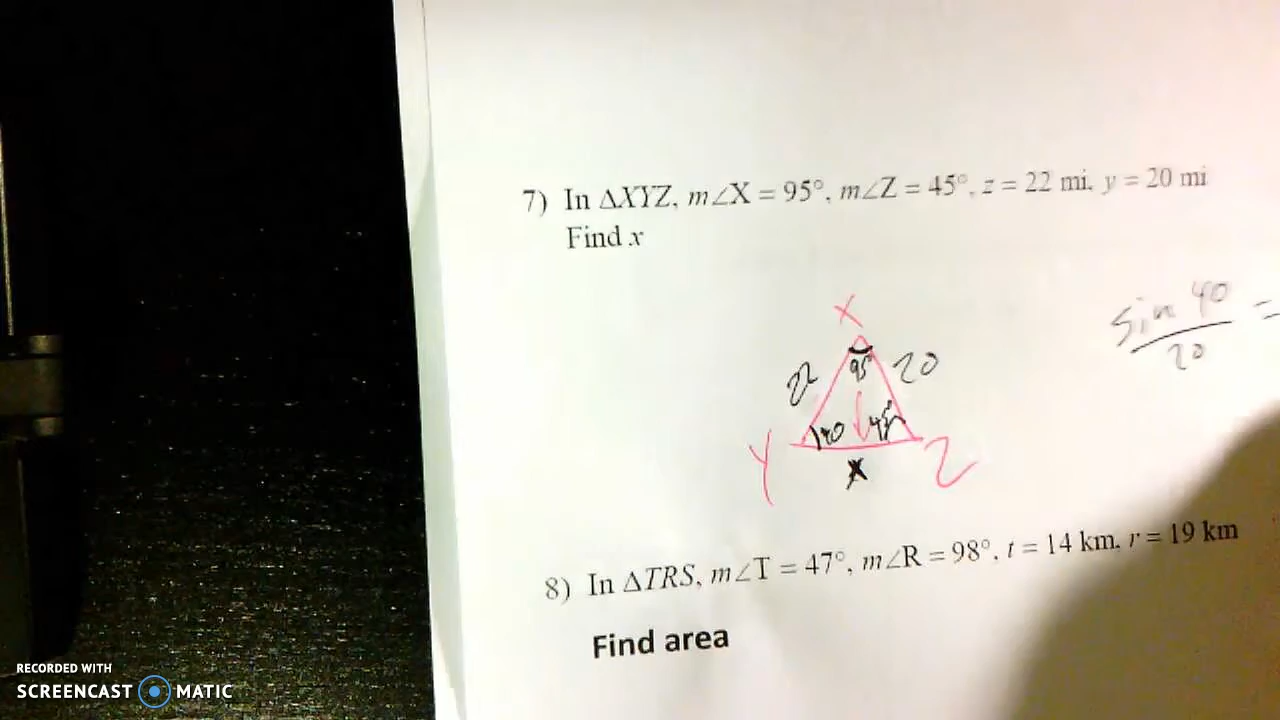 7) In ΔXYZ, m∠X = 95°, m∠Z = 45°, z = 22 mi, y = 20 mi
Find x
X
22
95°
20
sin 40
=
20
Y
40
45°
Z
x
8) In ΔTRS, m∠T = 47°, m∠R = 98°, t = 14 km, r = 19 km
Find area
RECORDED WITH
SCREENCAST MATIC